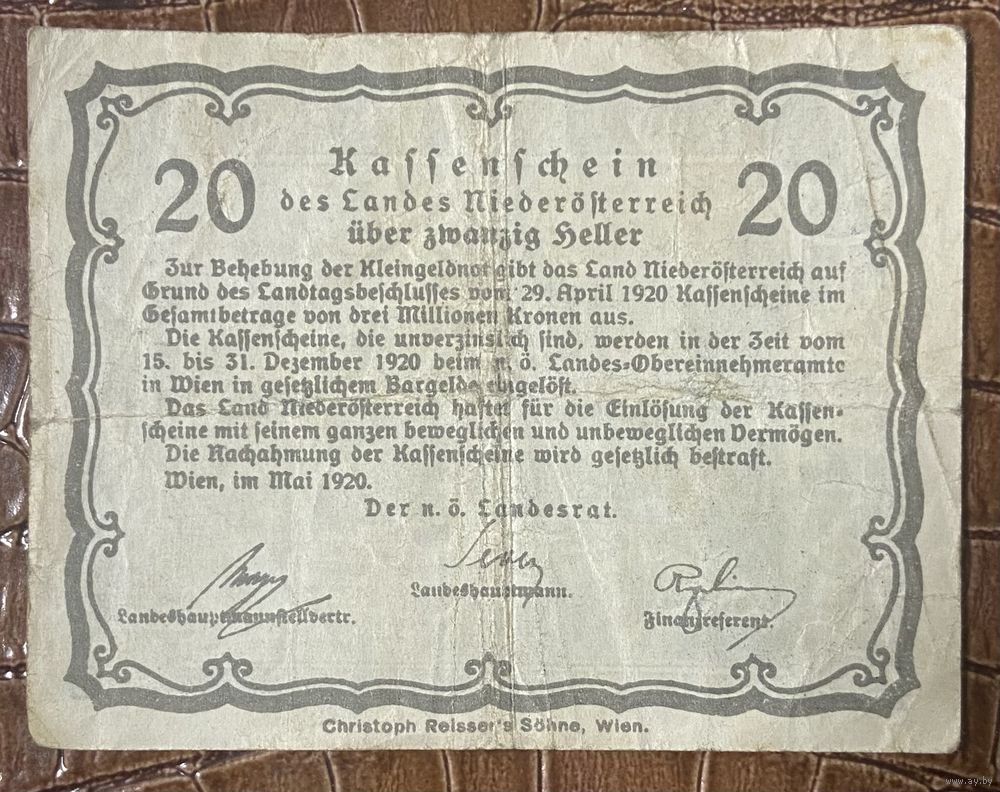 20 Kassenschein 20
des Landes Niederösterreich
über zwanzig Heller
Zur Behebung der Kleingeldnot gibt das Land Niederösterreich auf
Grund des Landtagsbeschlusses vom 29. April 1920 Kassenscheine im
Gesamtbetrage von drei Millionen Kronen aus.
Die Kassenscheine, die unverzinslich sind, werden in der Zeit vom
15. bis 31. Dezember 1920 beim n. ö. Landes-Obereinnehmeramte
in Wien in gesetzlichem Bargelde eingelöst.
Das Land Niederösterreich haftet für die Einlösung der Kassen-
scheine mit seinem ganzen beweglichen und unbeweglichen Vermögen.
Die Nachahmung der Kassenscheine wird gesetzlich bestraft.
Wien, im Mai 1920.
Der n. ö. Landesrat.
Sever
Landeshauptmann.
Landeshauptmannstellvertr.
Finanzreferent.
Christoph Reisser's Söhne, Wien.
www.ay.by